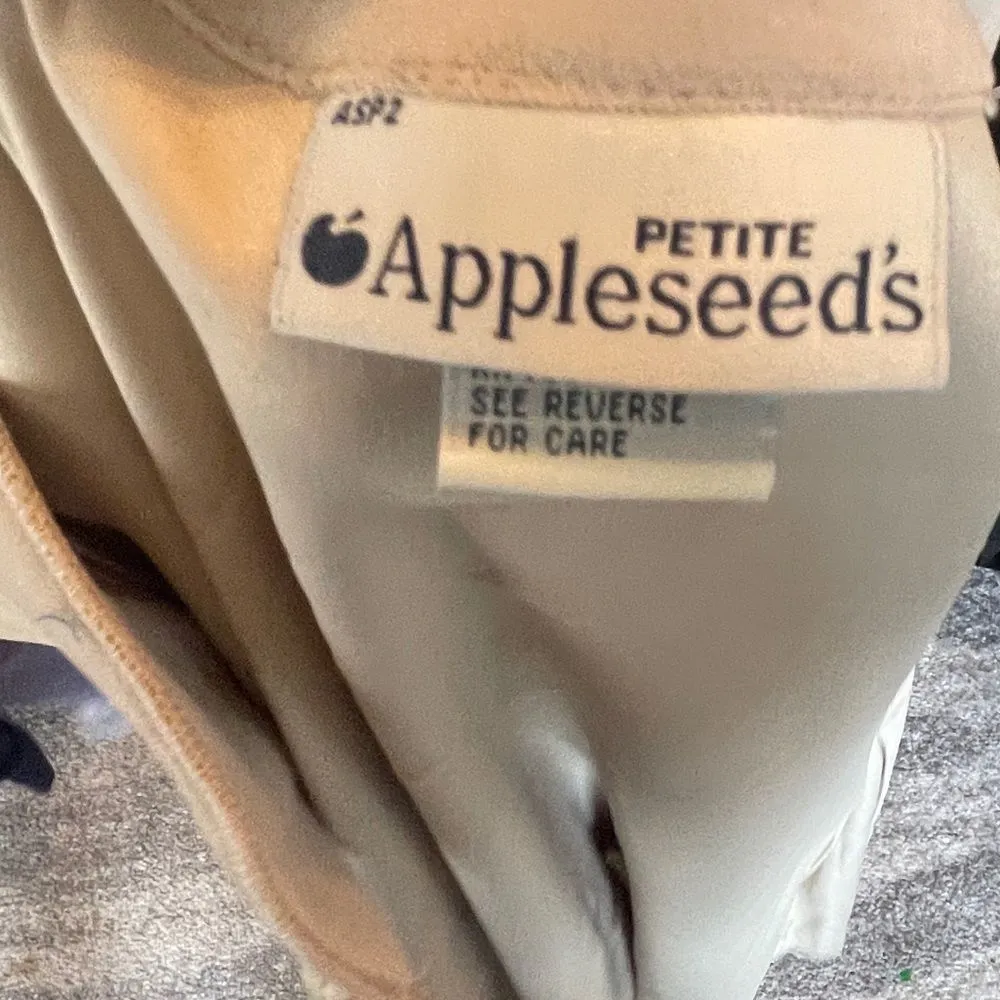 ASP2
PETITE
Appleseed's
SEE REVERSE
FOR CARE